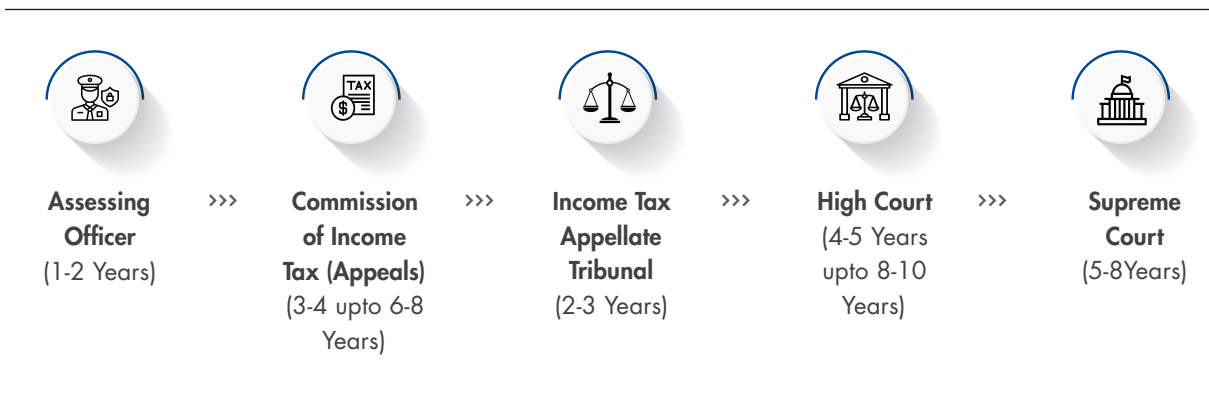 TAX
$
Assessing
Officer
(1-2 Years)
>>>
Commission
of Income
Tax (Appeals)
(3-4 upto 6-8
Years)
>>>
Income Tax
Appellate
Tribunal
(2-3 Years)
>>>
High Court
(4-5 Years
upto 8-10
Years)
>>>
Supreme
Court
(5-8Years)